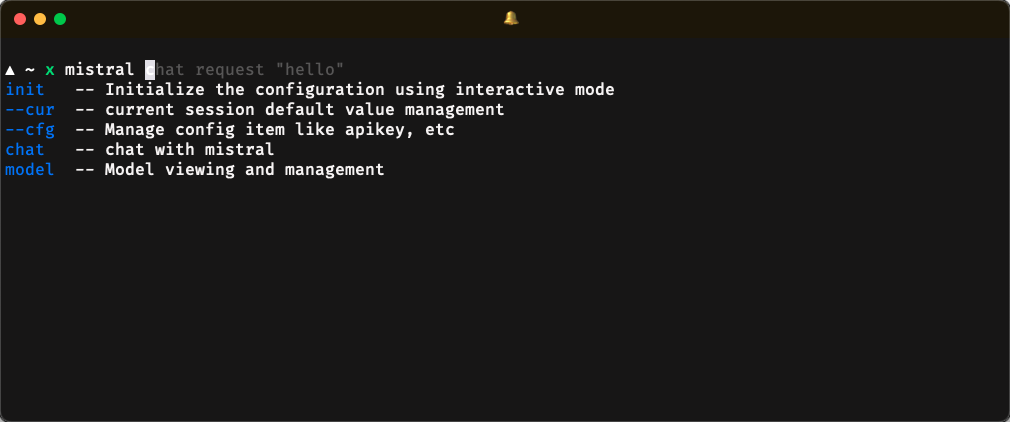 ▲ ~ x mistral chat request "hello"
init   -- Initialize the configuration using interactive mode
--cur  -- current session default value management
--cfg  -- Manage config item like apikey, etc
chat   -- chat with mistral
model  -- Model viewing and management